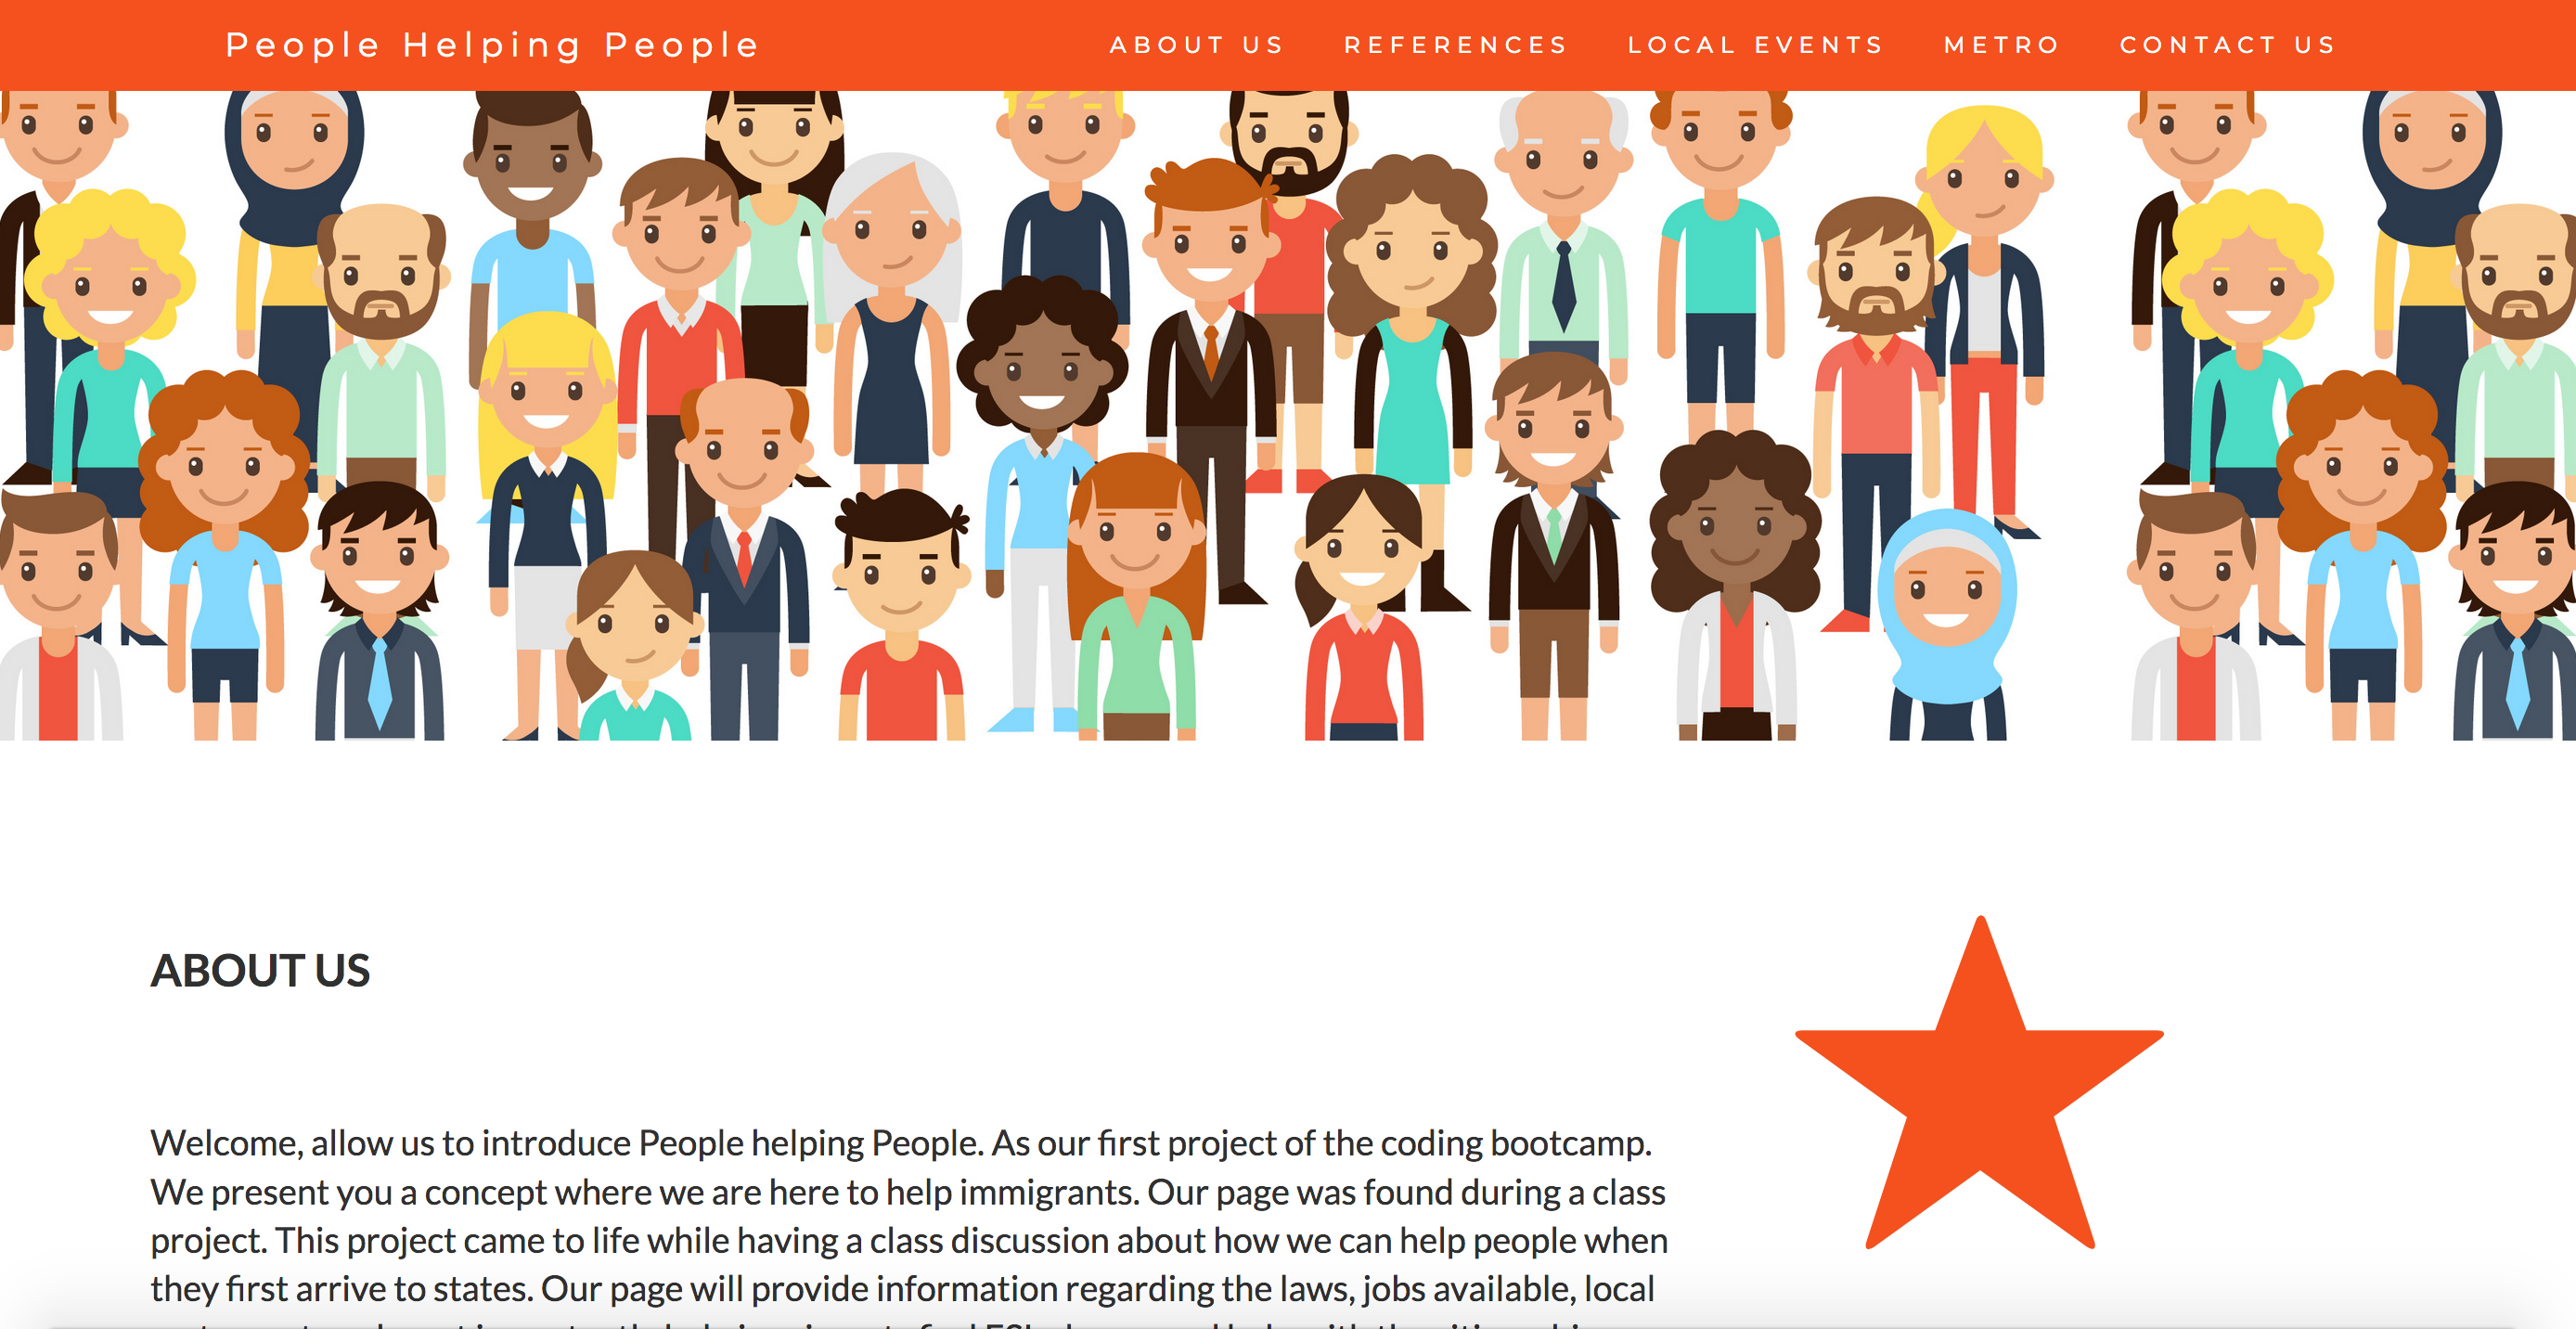 People Helping People
ABOUT US REFERENCES LOCAL EVENTS METRO CONTACT US
ABOUT US
Welcome, allow us to introduce People helping People. As our first project of the coding bootcamp.
We present you a concept where we are here to help immigrants. Our page was found during a class
project. This project came to life while having a class discussion about how we can help people when
they first arrive to states. Our page will provide information regarding the laws, jobs available, local